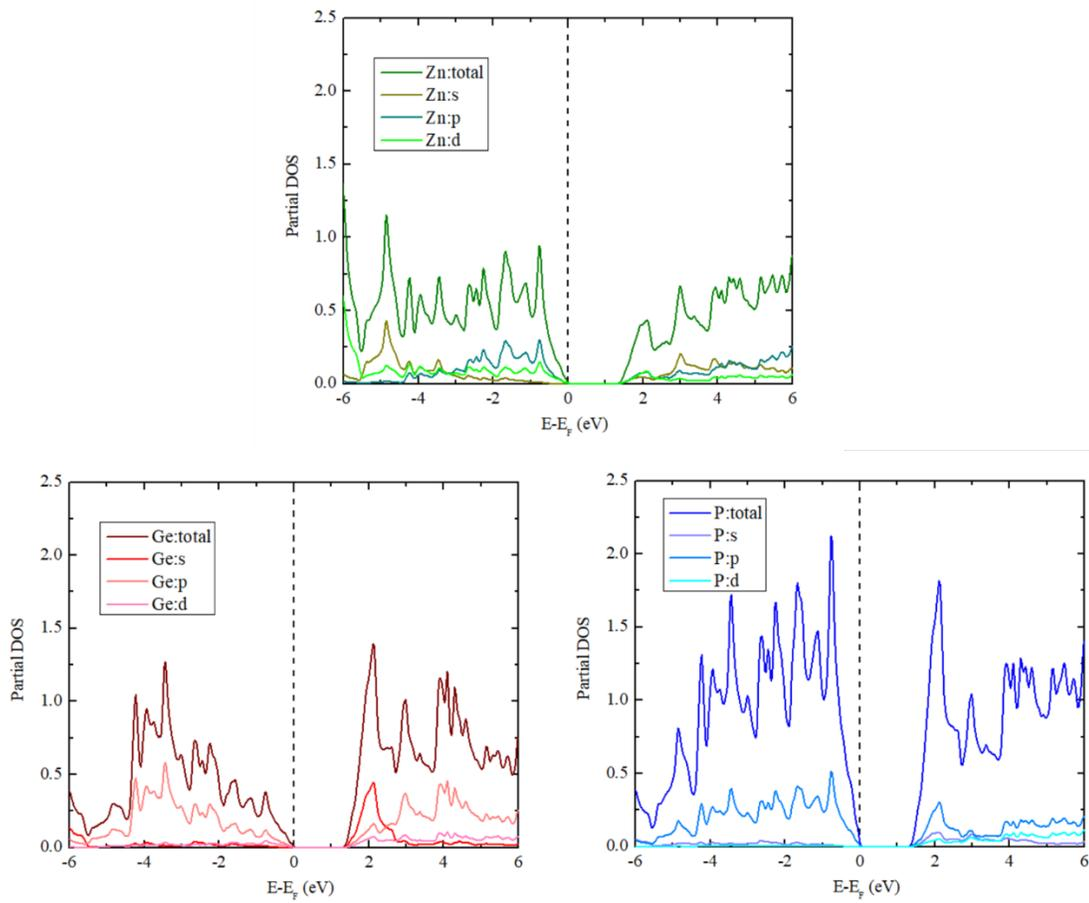 2.5
2.0
1.5
1.0
0.5
0.0
Partial DOS
Zn:total
Zn:s
Zn:p
Zn:d
-6 -4 -2 0 2 4 6
E-E_F (eV)
2.5
2.0
1.5
1.0
0.5
0.0
Partial DOS
Ge:total
Ge:s
Ge:p
Ge:d
-6 -4 -2 0 2 4 6
E-E_F (eV)
2.5
2.0
1.5
1.0
0.5
0.0
Partial DOS
P:total
P:s
P:p
P:d
-6 -4 -2 0 2 4 6
E-E_F (eV)